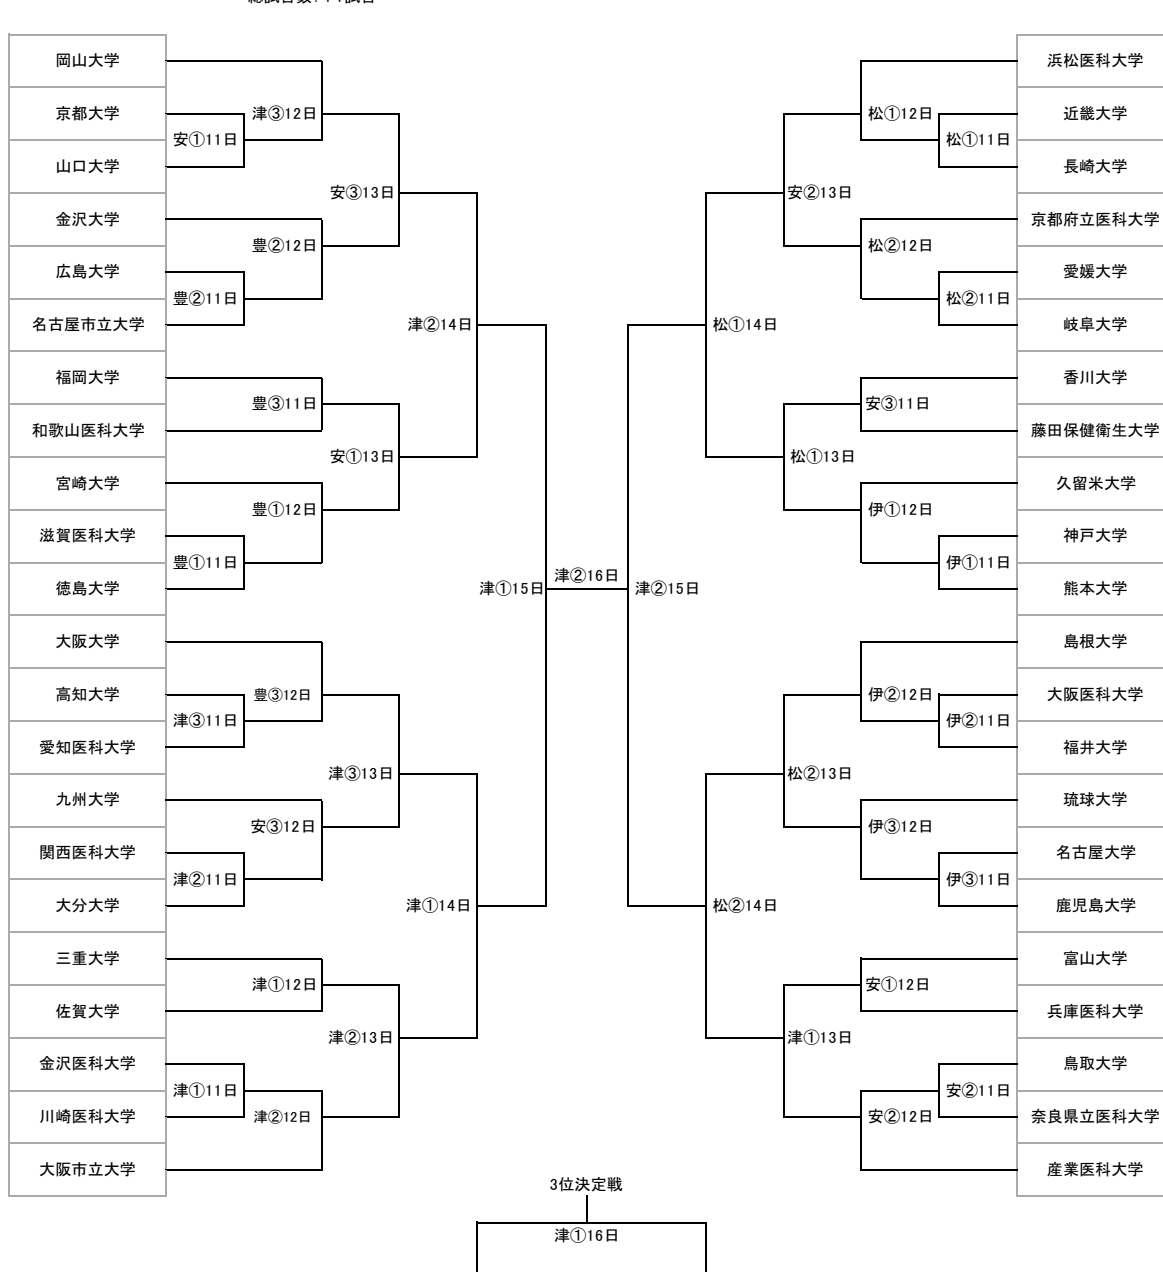 岡山大学
京都大学
山口大学
金沢大学
広島大学
名古屋市立大学
福岡大学
和歌山医科大学
宮崎大学
滋賀医科大学
徳島大学
大阪大学
高知大学
愛知医科大学
九州大学
関西医科大学
大分大学
三重大学
佐賀大学
金沢医科大学
川崎医科大学
大阪市立大学
安①11日
豊②11日
豊①11日
津③11日
津②11日
津①11日
津③12日
豊②12日
豊③11日
豊①12日
豊③12日
安③12日
津①12日
津②12日
安③13日
安①13日
津③13日
津②13日
津②14日
津①14日
津①15日
津②16日
津②15日
松①14日
松②14日
安②13日
松①13日
松②13日
津①13日
松①12日
松②12日
安③11日
伊①12日
伊②12日
伊③12日
安①12日
安②12日
松①11日
松②11日
伊①11日
伊②11日
伊③11日
安②11日
浜松医科大学
近畿大学
長崎大学
京都府立医科大学
愛媛大学
岐阜大学
香川大学
藤田保健衛生大学
久留米大学
神戸大学
熊本大学
島根大学
大阪医科大学
福井大学
琉球大学
名古屋大学
鹿児島大学
富山大学
兵庫医科大学
鳥取大学
奈良県立医科大学
産業医科大学
3位決定戦
津①16日